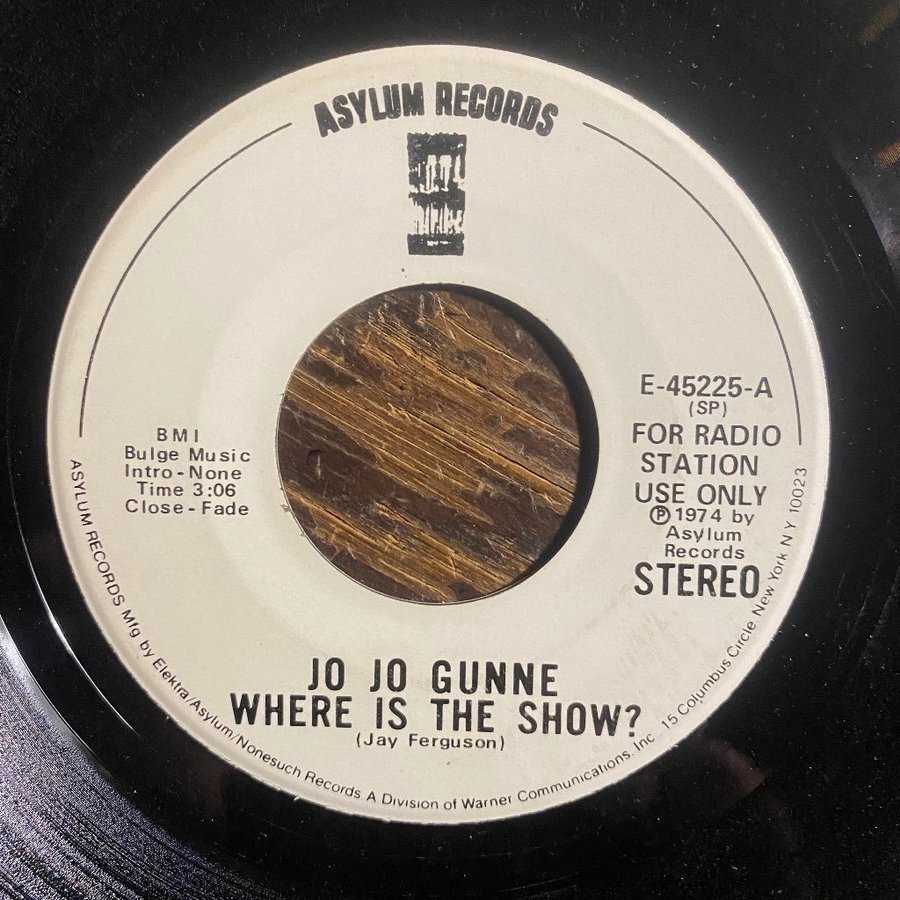 ASYLUM RECORDS
BMI
Bulge Music
Intro-None
Time 3:06
Close-Fade
E-45225-A
(SP)
FOR RADIO
STATION
USE ONLY
℗ 1974 by
Asylum
Records
STEREO
JO JO GUNNE
WHERE IS THE SHOW?
(Jay Ferguson)
ASYLUM RECORDS Mfg by Elektra/Asylum/Nonesuch Records A Division of Warner Communications, Inc. 15 Columbus Circle New York N Y 10023